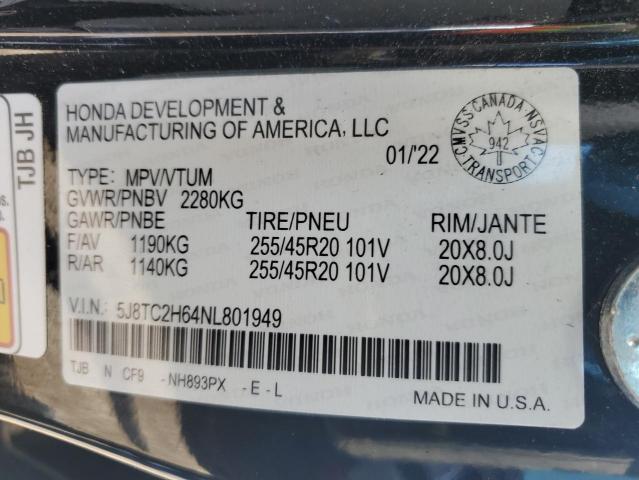 HONDA DEVELOPMENT &
MANUFACTURING OF AMERICA, LLC
01/'22
CMVSS·CANADA·NSVAC
942
TRANSPORT
TYPE: MPV/VTUM
GVWR/PNBV 2280KG
GAWR/PNBE TIRE/PNEU RIM/JANTE
F/AV 1190KG 255/45R20 101V 20X8.0J
R/AR 1140KG 255/45R20 101V 20X8.0J
V.I.N.: 5J8TC2H64NL801949
TJB N CF9 -NH893PX -E-L
MADE IN U.S.A.
TJB JH